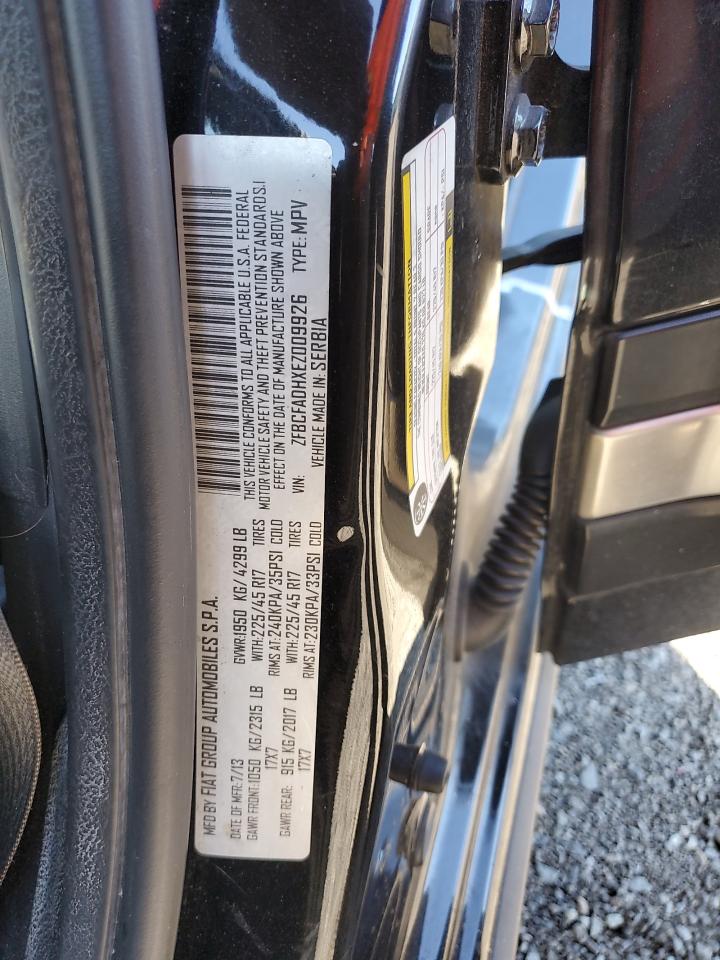 MFD BY FIAT GROUP AUTOMOBILES S.P.A.
DATE OF MFR: 7/13 GVWR: 1950 KG/ 4299 LB
GAWR FRONT: 1050 KG/2315 LB WITH: 225/45 R17 TIRES
17X7 RIMS AT: 240KPA/35PSI COLD
GAWR REAR: 915 KG/2017 LB WITH: 225/45 R17 TIRES
17X7 RIMS AT: 230KPA/33PSI COLD
THIS VEHICLE CONFORMS TO ALL APPLICABLE U.S.A. FEDERAL
MOTOR VEHICLE SAFETY AND THEFT PREVENTION STANDARDS.I
EFFECT ON THE DATE OF MANUFACTURE SHOWN ABOVE
VIN: ZFBCFADHXEZ009926 TYPE: MPV
VEHICLE MADE IN: SERBIA